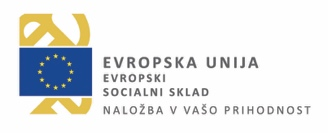 EVROPSKA UNIJA
EVROPSKI
SOCIALNI SKLAD
NALOŽBA V VAŠO PRIHODNOST